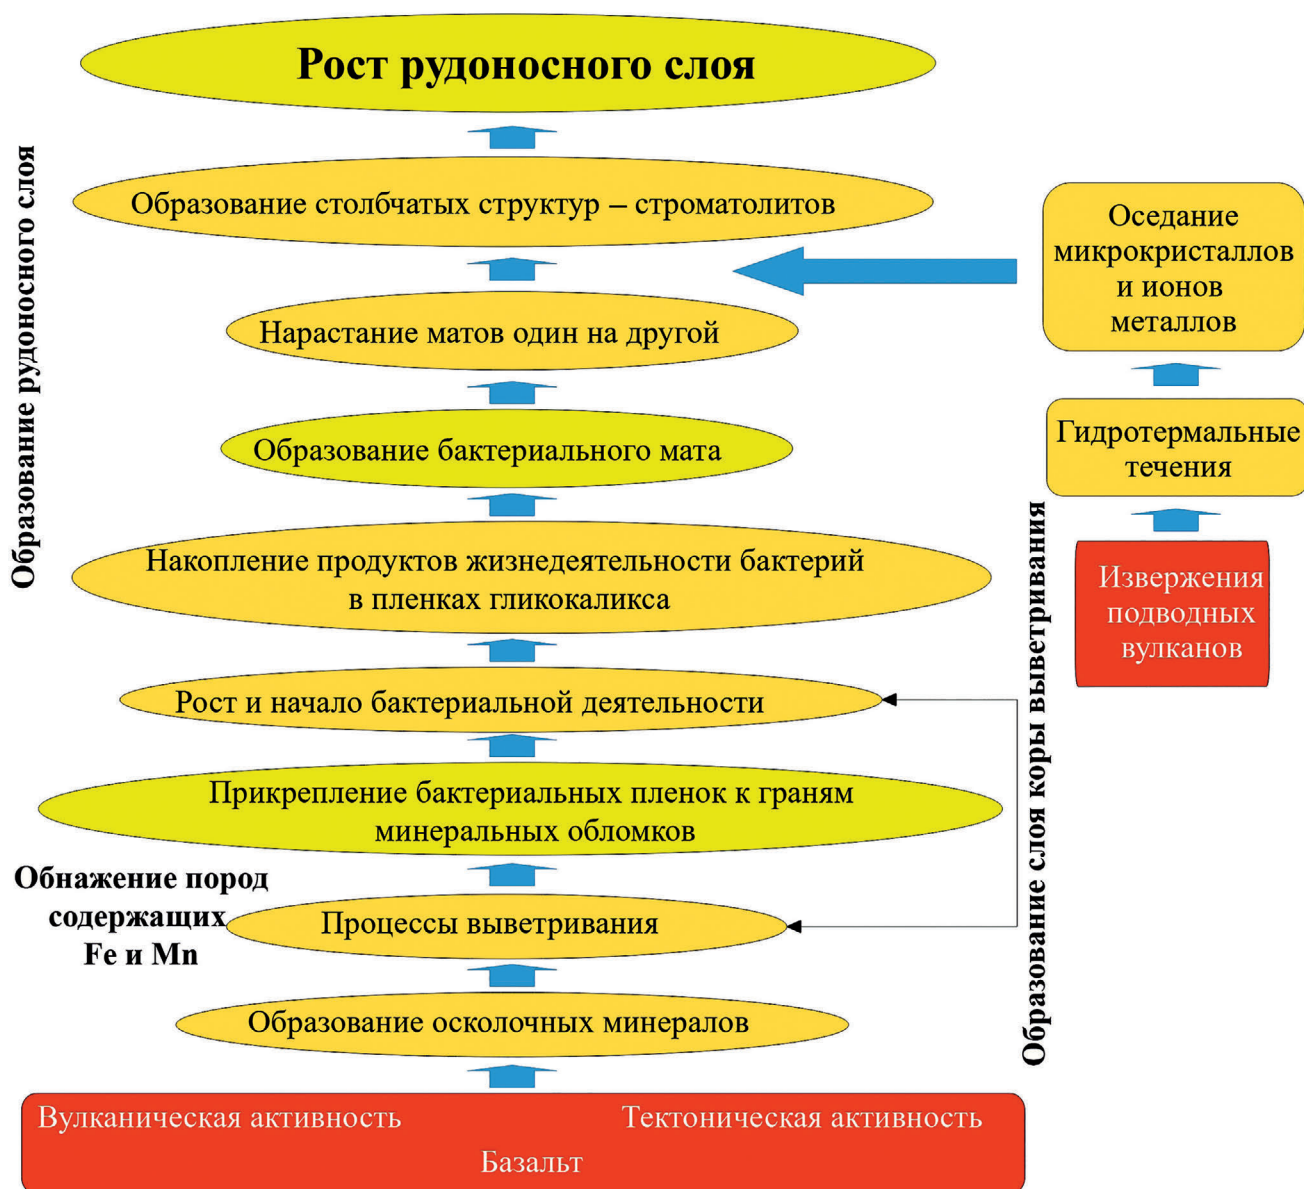 Рост рудоносного слоя
Образование рудоносного слоя
Образование столбчатых структур – строматолитов
Нарастание матов один на другой
Образование бактериального мата
Накопление продуктов жизнедеятельности бактерий
в пленках гликокаликса
Рост и начало бактериальной деятельности
Прикрепление бактериальных пленок к граням
минеральных обломков
Обнажение пород
содержащих
Fe и Mn
Процессы выветривания
Образование осколочных минералов
Вулканическая активность
Тектоническая активность
Базальт
Оседание
микрокристаллов
и ионов
металлов
Гидротермальные
течения
Извержения
подводных
вулканов
Образование слоя коры выветривания